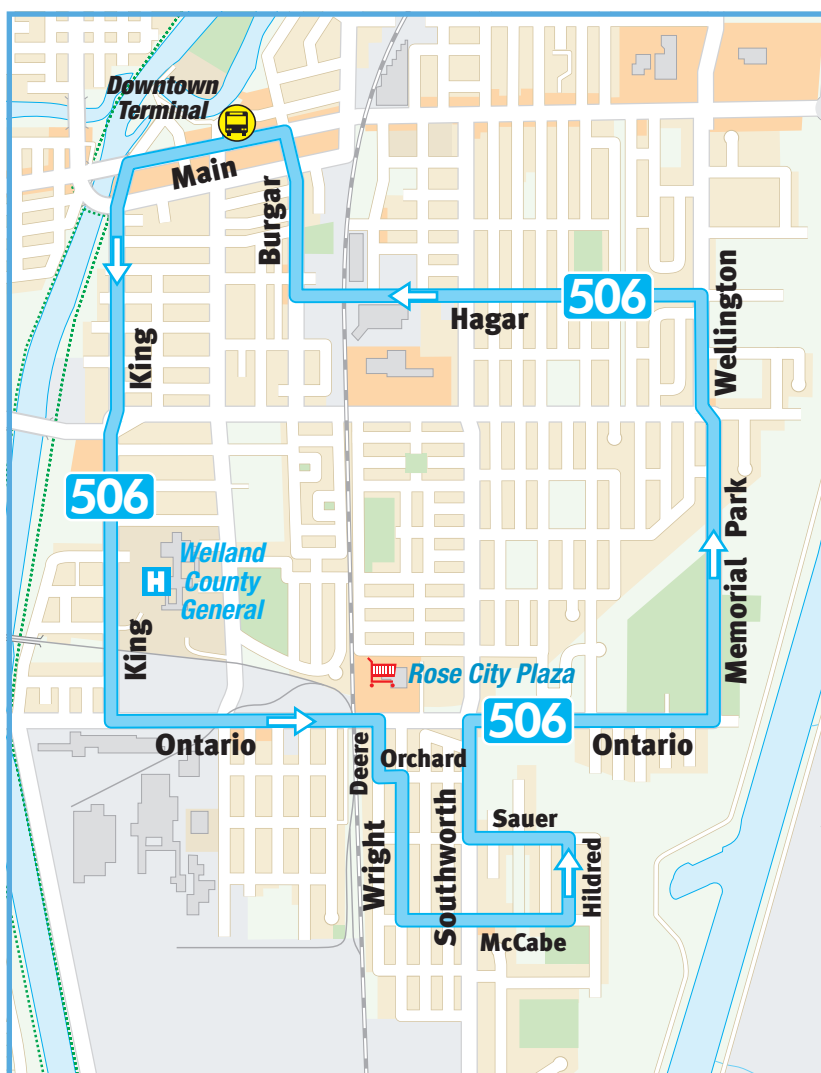 Downtown
Terminal
Main
Burgar
King
Hagar
506
Wellington
506
Park
Memorial
Welland
County
General
H
King
Rose City Plaza
506
Ontario
Ontario
Deere
Orchard
Wright
Southworth
Sauer
Hildred
McCabe